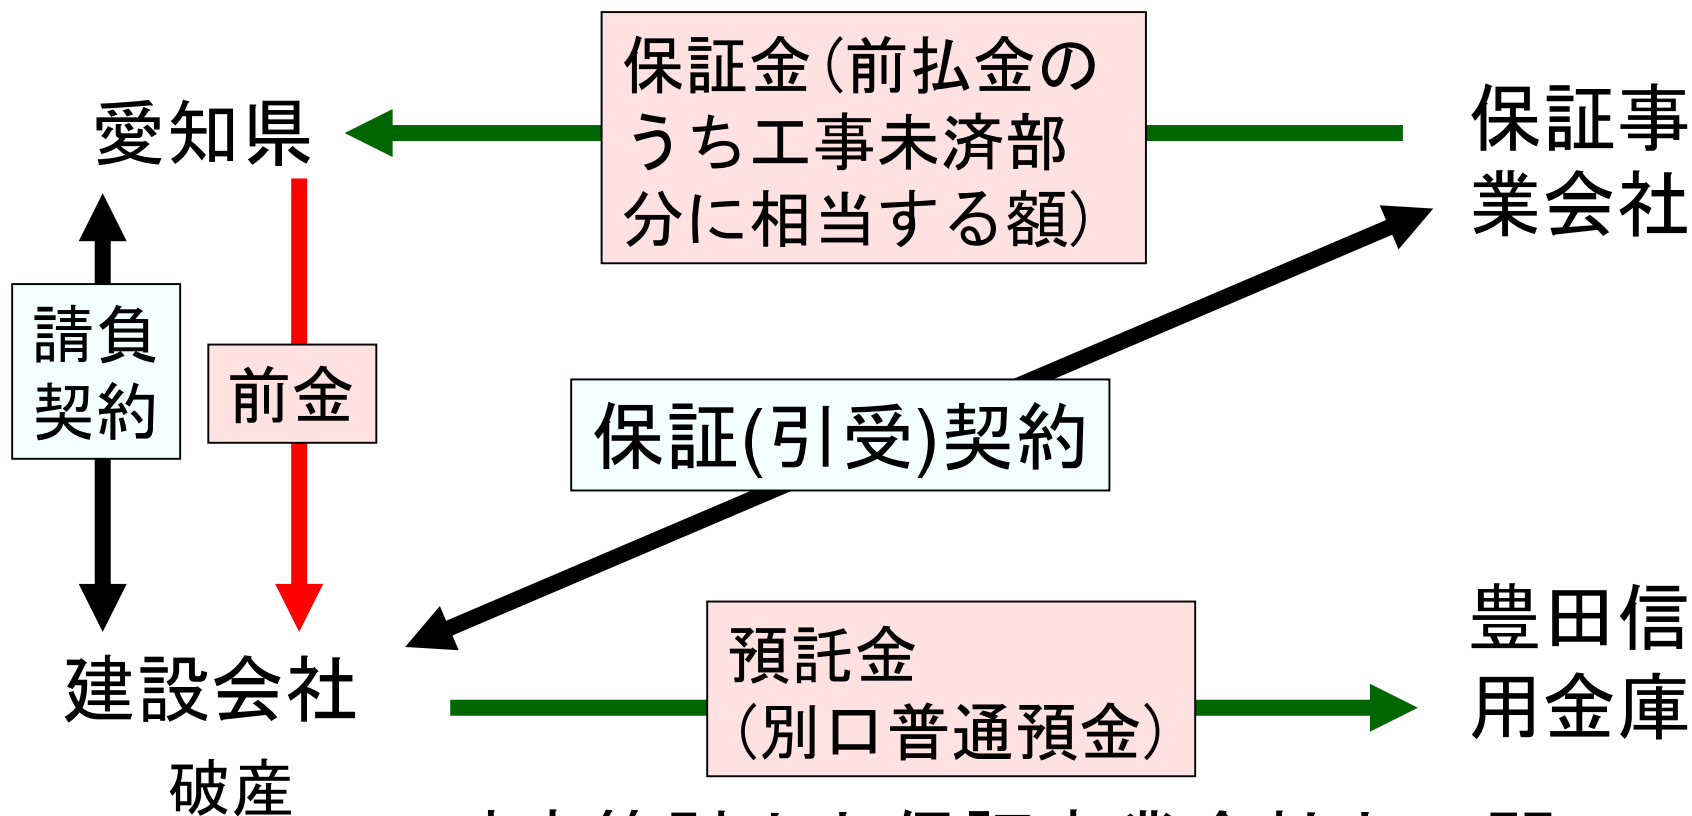 保証金(前払金の
うち工事未済部
分に相当する額)
愛知県
保証事
業会社
請負
契約
前金
保証(引受)契約
建設会社
破産
預託金
(別口普通預金)
豊田信
用金庫